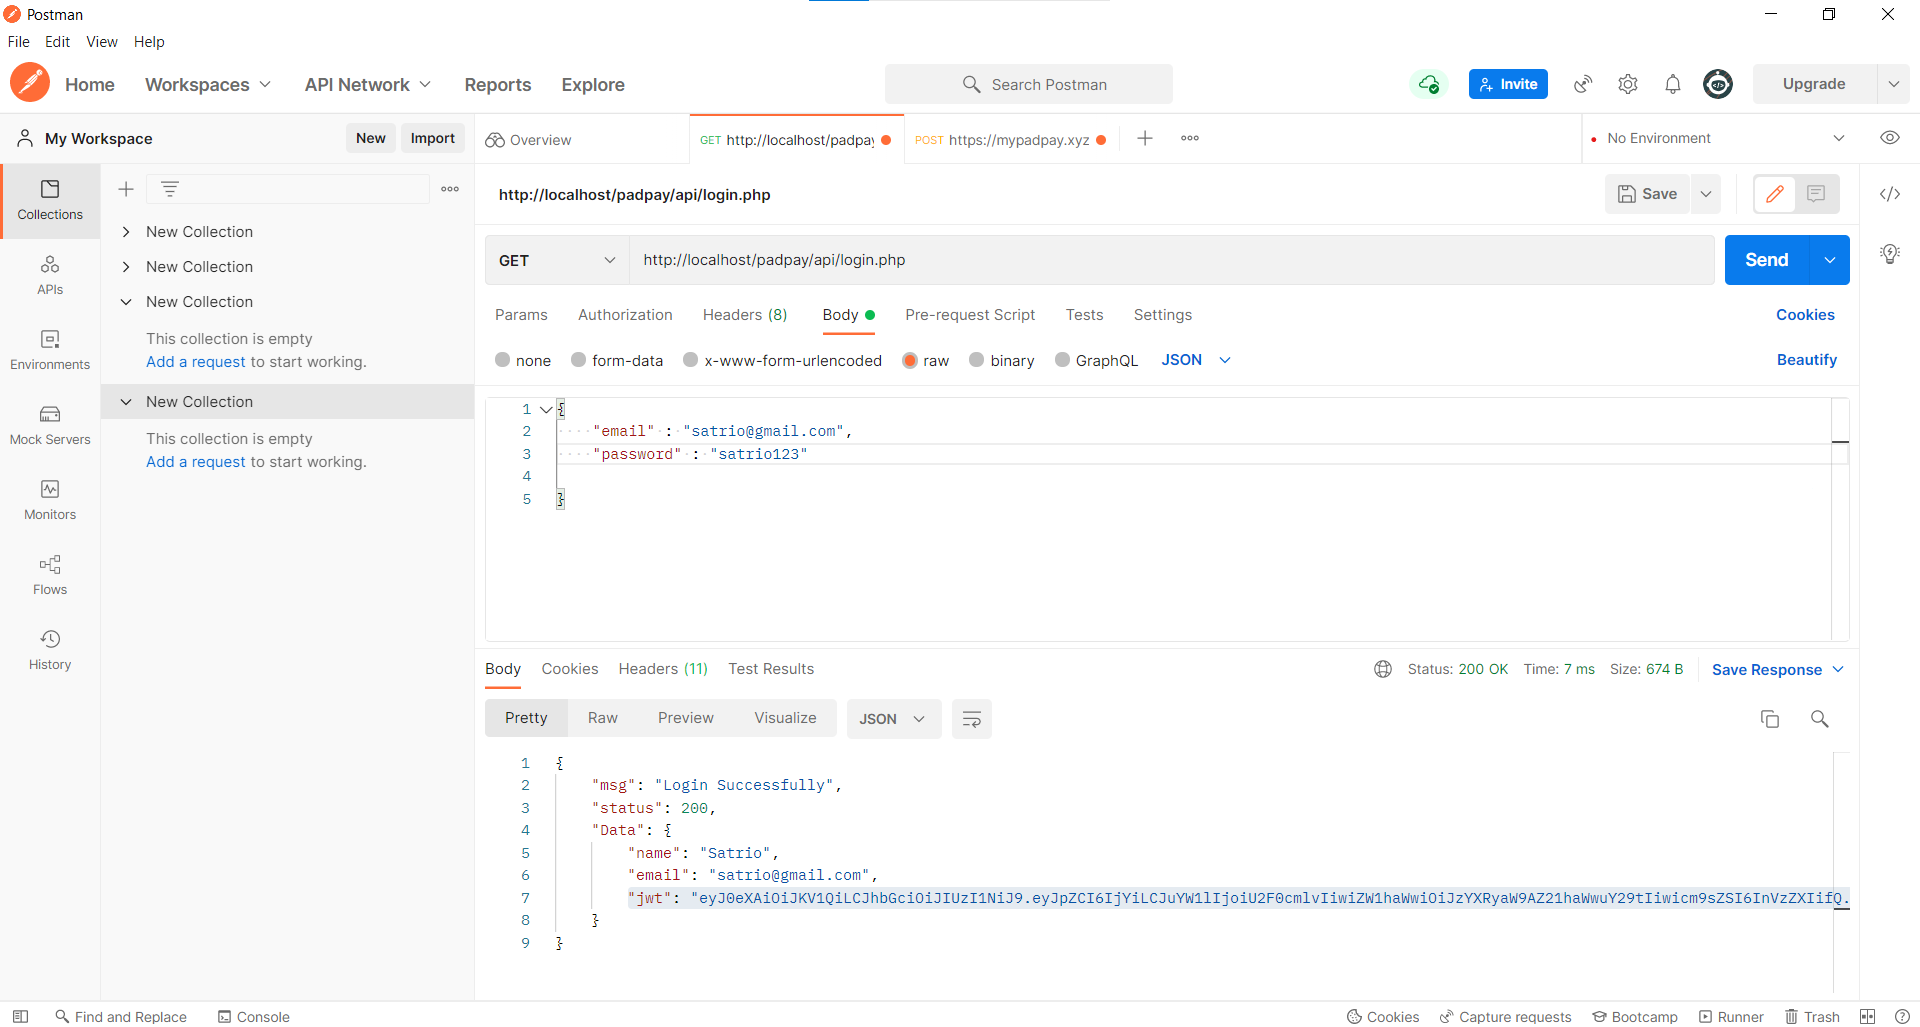 Postman
File Edit View Help
Home Workspaces API Network Reports Explore Search Postman Invite Upgrade
My Workspace New Import Overview GET http://localhost/padpay POST https://mypadpay.xyz No Environment
Collections
APIs
Environments
Mock Servers
Monitors
Flows
History
New Collection
New Collection
New Collection
This collection is empty
Add a request to start working.
New Collection
This collection is empty
Add a request to start working.
http://localhost/padpay/api/login.php Save
GET http://localhost/padpay/api/login.php Send
Params Authorization Headers (8) Body Pre-request Script Tests Settings Cookies
none form-data x-www-form-urlencoded raw binary GraphQL JSON Beautify
1 {
2 "email" : "satrio@gmail.com",
3 "password" : "satrio123"
4
5 }
Body Cookies Headers (11) Test Results Status: 200 OK Time: 7 ms Size: 674 B Save Response
Pretty Raw Preview Visualize JSON
1 {
2 "msg": "Login Successfully",
3 "status": 200,
4 "Data": {
5 "name": "Satrio",
6 "email": "satrio@gmail.com",
7 "jwt": "eyJ0eXAiOiJKV1QiLCJhbGciOiJIUzI1NiJ9.eyJpZCI6IjYiLCJuYW1lIjoiU2F0cmlvIiwiZW1haWwiOiJzYXRyaW9AZ21haWwuY29tIiwicm9sZSI6InVzZXIifQ.
8 }
9 }
Find and Replace Console Cookies Capture requests Bootcamp Runner Trash